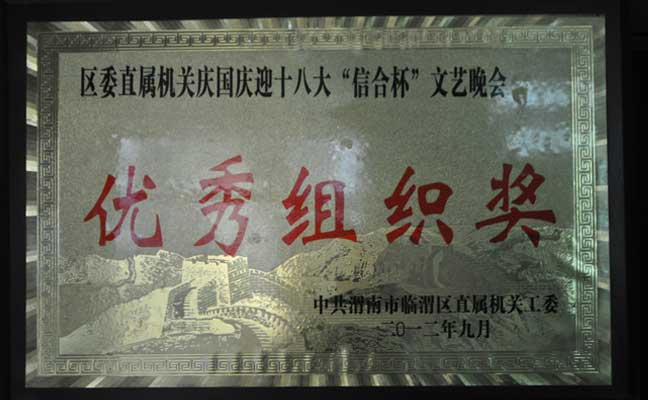 区委直属机关庆国庆迎十八大“信合杯”文艺晚会
优秀组织奖
中共渭南市临渭区直属机关工委
二〇一二年九月